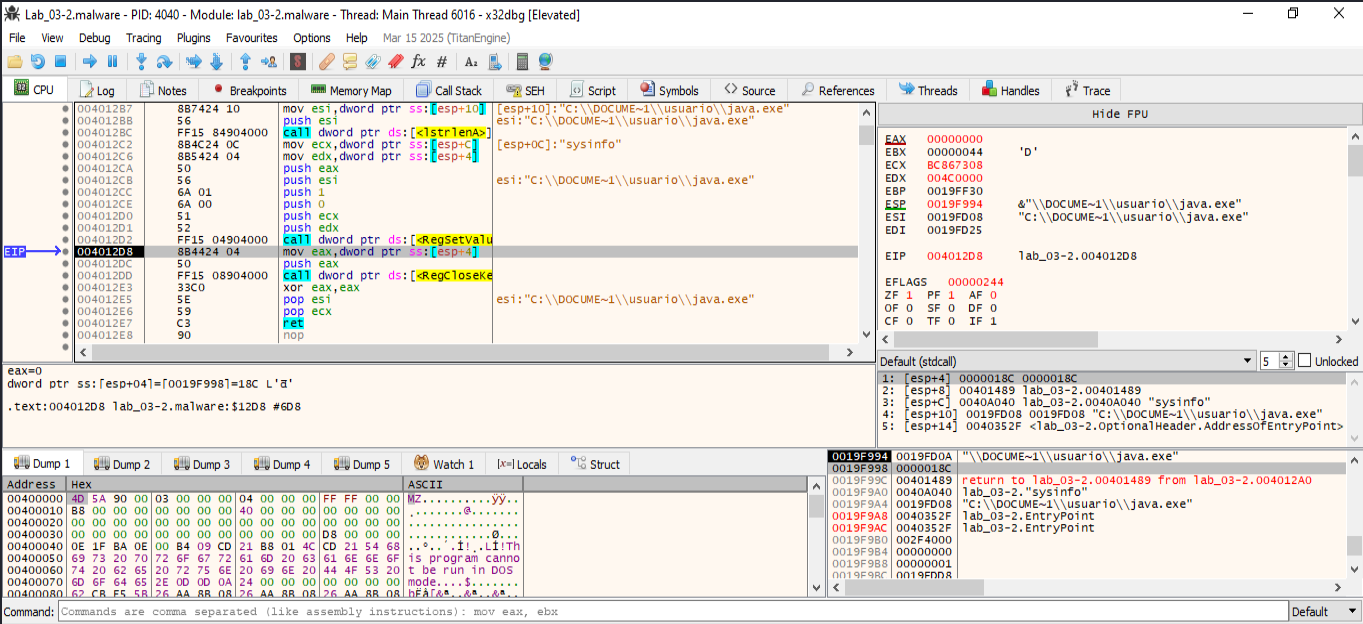 Lab_03-2.malware - PID: 4040 - Module: lab_03-2.malware - Thread: Main Thread 6016 - x32dbg [Elevated]
File View Debug Tracing Plugins Favourites Options Help Mar 15 2025 (TitanEngine)
CPU Log Notes Breakpoints Memory Map Call Stack SEH Script Symbols Source References Threads Handles Trace
004012B7 8B7424 10 mov esi,dword ptr ss:[esp+10] [esp+10]:"C:\\DOCUME~1\\usuario\\java.exe"
004012BB 56 push esi esi:"C:\\DOCUME~1\\usuario\\java.exe"
004012BC FF15 84904000 call dword ptr ds:[<lstrlenA>]
004012C2 8B4C24 0C mov ecx,dword ptr ss:[esp+C] [esp+0C]:"sysinfo"
004012C6 8B5424 04 mov edx,dword ptr ss:[esp+4]
004012CA 50 push eax
004012CB 56 push esi esi:"C:\\DOCUME~1\\usuario\\java.exe"
004012CC 6A 01 push 1
004012CE 6A 00 push 0
004012D0 51 push ecx
004012D1 52 push edx
004012D2 FF15 04904000 call dword ptr ds:[<RegSetValu
EIP 004012D8 8B4424 04 mov eax,dword ptr ss:[esp+4]
004012DC 50 push eax
004012DD FF15 08904000 call dword ptr ds:[<RegCloseKe
004012E3 33C0 xor eax,eax
004012E5 5E pop esi esi:"C:\\DOCUME~1\\usuario\\java.exe"
004012E6 59 pop ecx
004012E7 C3 ret
004012E8 90 nop
Hide FPU
EAX 00000000
EBX 00000044 'D'
ECX BC867308
EDX 004C0000
EBP 0019FF30
ESP 0019F994 &"\\DOCUME~1\\usuario\\java.exe"
ESI 0019FD08 "C:\\DOCUME~1\\usuario\\java.exe"
EDI 0019FD25
EIP 004012D8 lab_03-2.004012D8
EFLAGS 00000244
ZF 1 PF 1 AF 0
OF 0 SF 0 DF 0
CF 0 TF 0 IF 1
eax=0
dword ptr ss:[esp+04]=[0019F998]=18C
.text:004012D8 lab_03-2.malware:$12D8 #6D8
Default (stdcall) 5 Unlocked
1: [esp+4] 0000018C 0000018C
2: [esp+8] 00401489 lab_03-2.00401489
3: [esp+C] 0040A040 lab_03-2.0040A040 "sysinfo"
4: [esp+10] 0019FD08 0019FD08 "C:\\DOCUME~1\\usuario\\java.exe"
5: [esp+14] 0040352F <lab_03-2.OptionalHeader.AddressOfEntryPoint>
Dump 1 Dump 2 Dump 3 Dump 4 Dump 5 Watch 1 [x=] Locals Struct
Address Hex ASCII
00400000 4D 5A 90 00 03 00 00 00 04 00 00 00 FF FF 00 00 MZ..........ÿÿ..
00400010 B8 00 00 00 00 00 00 00 40 00 00 00 00 00 00 00 ¸.......@.......
00400020 00 00 00 00 00 00 00 00 00 00 00 00 00 00 00 00 ................
00400030 00 00 00 00 00 00 00 00 00 00 00 00 D8 00 00 00 ............Ø...
00400040 0E 1F BA 0E 00 B4 09 CD 21 B8 01 4C CD 21 54 68 ..º..´.Í!¸.LÍ!Th
00400050 69 73 20 70 72 6F 67 72 61 6D 20 63 61 6E 6E 6F is program canno
00400060 74 20 62 65 20 72 75 6E 20 69 6E 20 44 4F 53 20 t be run in DOS
00400070 6D 6F 64 65 2E 0D 0D 0A 24 00 00 00 00 00 00 00 mode....$.......
00400080 62 CB E5 5B 26 AA 8B 08 26 AA 8B 08 26 AA 8B 08 bËå[&ª..&ª..&ª..
0019F994 0019FD0A "\\DOCUME~1\\usuario\\java.exe"
0019F998 0000018C
0019F99C 00401489 return to lab_03-2.00401489 from lab_03-2.004012A0
0019F9A0 0040A040 lab_03-2."sysinfo"
0019F9A4 0019FD08 "C:\\DOCUME~1\\usuario\\java.exe"
0019F9A8 0040352F lab_03-2.EntryPoint
0019F9AC 0040352F lab_03-2.EntryPoint
0019F9B0 002F4000
0019F9B4 00000000
0019F9B8 00000001
0019F9BC 0019FDD8
Command: Commands are comma separated (like assembly instructions): mov eax, ebx Default